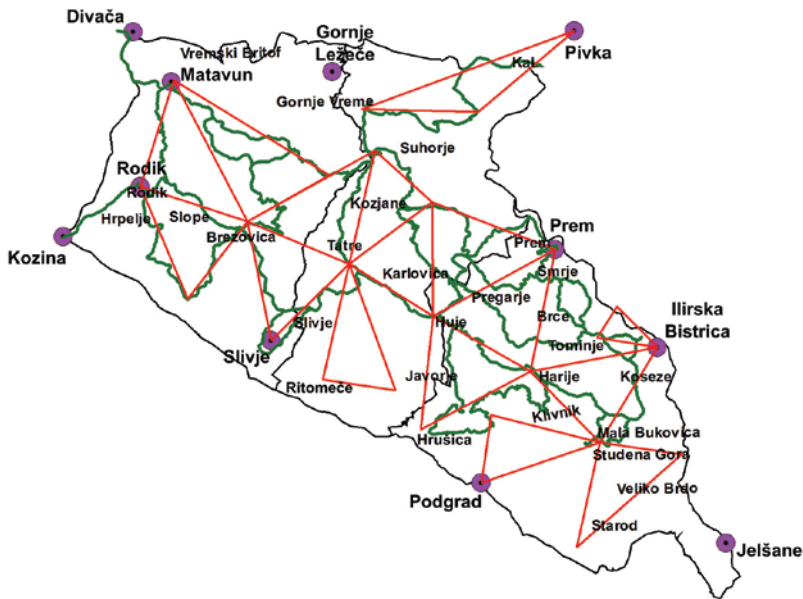 Divača
Gornje
Ležeče
Pivka
Vremski Britof
Kal
Matavun
Gornje Vreme
Suhorje
Rodik
Rodik
Kozjane
Hrpelje
Slope
Prem
Brezovica
Tatre
Prem
Kozina
Karlovica
Šmrje
Pregarje
Ilirska
Bistrica
Slivje
Huje
Brce
Slivje
Tominje
Ritomeče
Javorje
Harije
Koseze
Klivnik
Hrušica
Mala Bukovica
Studena Gora
Podgrad
Veliko Brdo
Starod
Jelšane